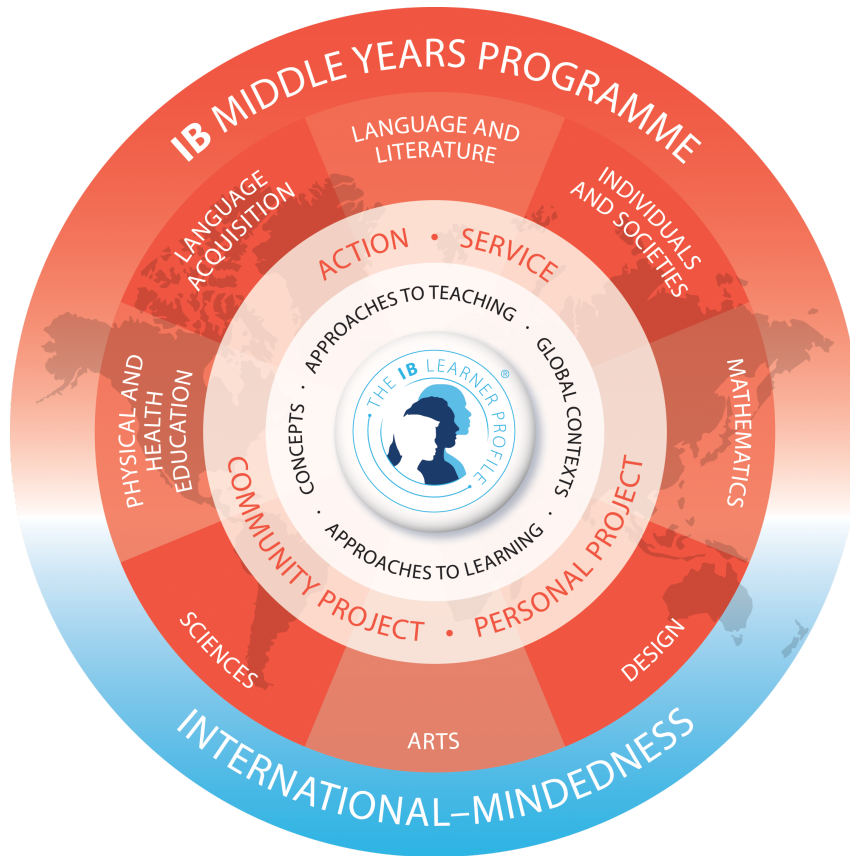 IB MIDDLE YEARS PROGRAMME
LANGUAGE AND
LITERATURE
INDIVIDUALS
AND SOCIETIES
MATHEMATICS
DESIGN
ARTS
SCIENCES
PHYSICAL AND
HEALTH
EDUCATION
LANGUAGE
ACQUISITION
ACTION • SERVICE
PERSONAL PROJECT
•
COMMUNITY PROJECT
APPROACHES TO TEACHING ·
GLOBAL CONTEXTS ·
APPROACHES TO LEARNING ·
CONCEPTS ·
• THE IB LEARNER PROFILE • ®
INTERNATIONAL–MINDEDNESS